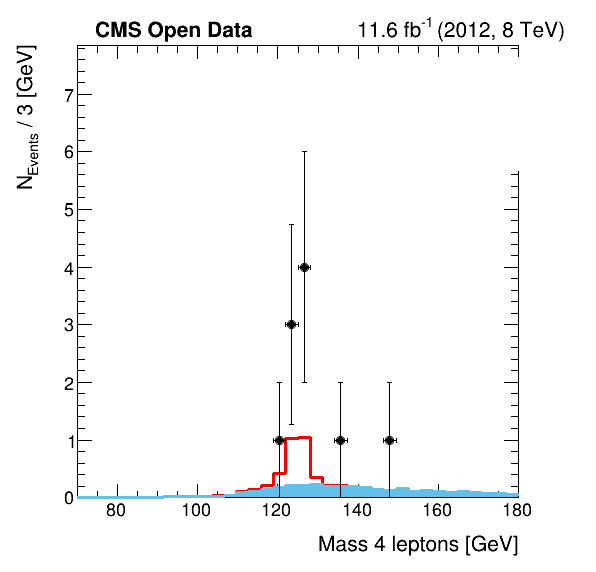 CMS Open Data
11.6 fb-1 (2012, 8 TeV)
NEvents / 3 [GeV]
7
6
5
4
3
2
1
0
80 100 120 140 160 180
Mass 4 leptons [GeV]